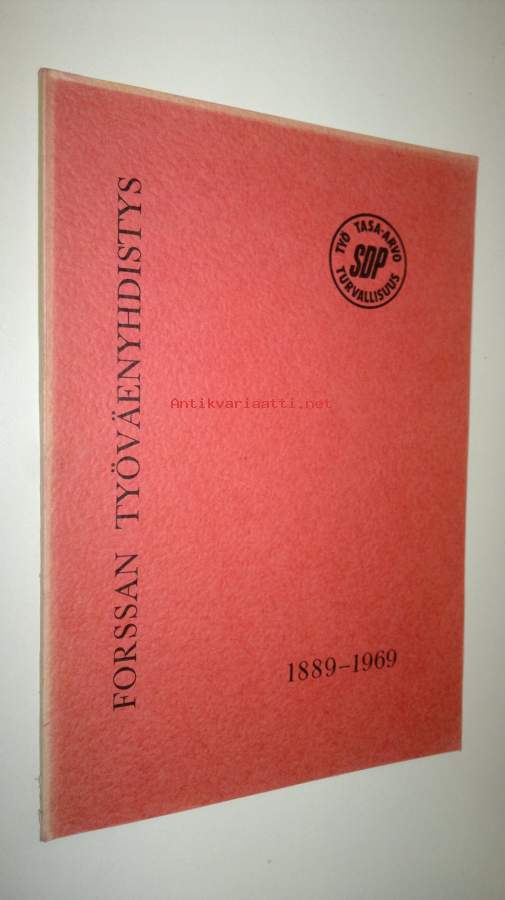 FORSSAN TYÖVÄENYHDISTYS
TYÖ TASA-ARVO
SDP
TURVALLISUUS
Antikvariaatti.net
1889-1969